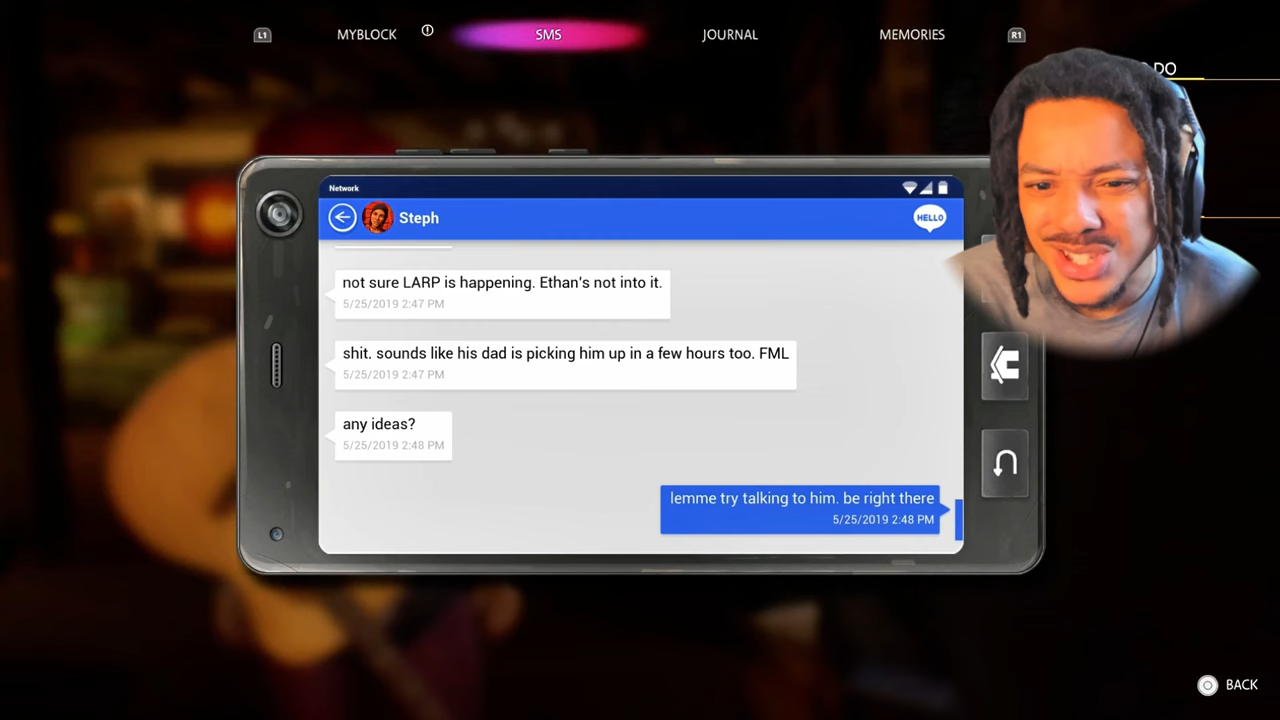 L1
MYBLOCK
SMS
JOURNAL
MEMORIES
R1
DO
Network
Steph
HELLO
not sure LARP is happening. Ethan's not into it.
5/25/2019 2:47 PM
shit. sounds like his dad is picking him up in a few hours too. FML
5/25/2019 2:47 PM
any ideas?
5/25/2019 2:48 PM
lemme try talking to him. be right there
5/25/2019 2:48 PM
BACK